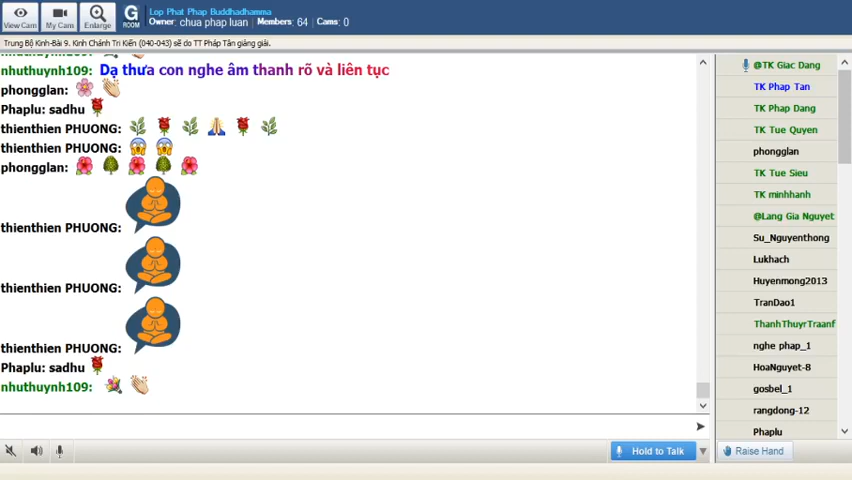 View Cam
My Cam
Enlarge
G
ROOM
Lop Phat Phap Buddhadhamma
Owner: chua phap luan Members: 64 Cams: 0
Trung Bộ Kinh-Bài 9. Kinh Chánh Tri Kiến (040-043) sẽ do TT Pháp Tân giảng giải.
nhuthuynh109: Dạ thưa con nghe âm thanh rõ và liên tục
phongglan:
Phaplu: sadhu
thienthien PHUONG:
thienthien PHUONG:
phongglan:
thienthien PHUONG:
thienthien PHUONG:
thienthien PHUONG:
Phaplu: sadhu
nhuthuynh109:
@TK Giac Dang
TK Phap Tan
TK Phap Dang
TK Tue Quyen
phongglan
TK Tue Sieu
TK minhhanh
@Lang Gia Nguyet
Su_Nguyenthong
Lukhach
Huyenmong2013
TranDao1
ThanhThuyrTraanf
nghe phap_1
HoaNguyet-8
gosbel_1
rangdong-12
Phaplu
Hold to Talk
Raise Hand